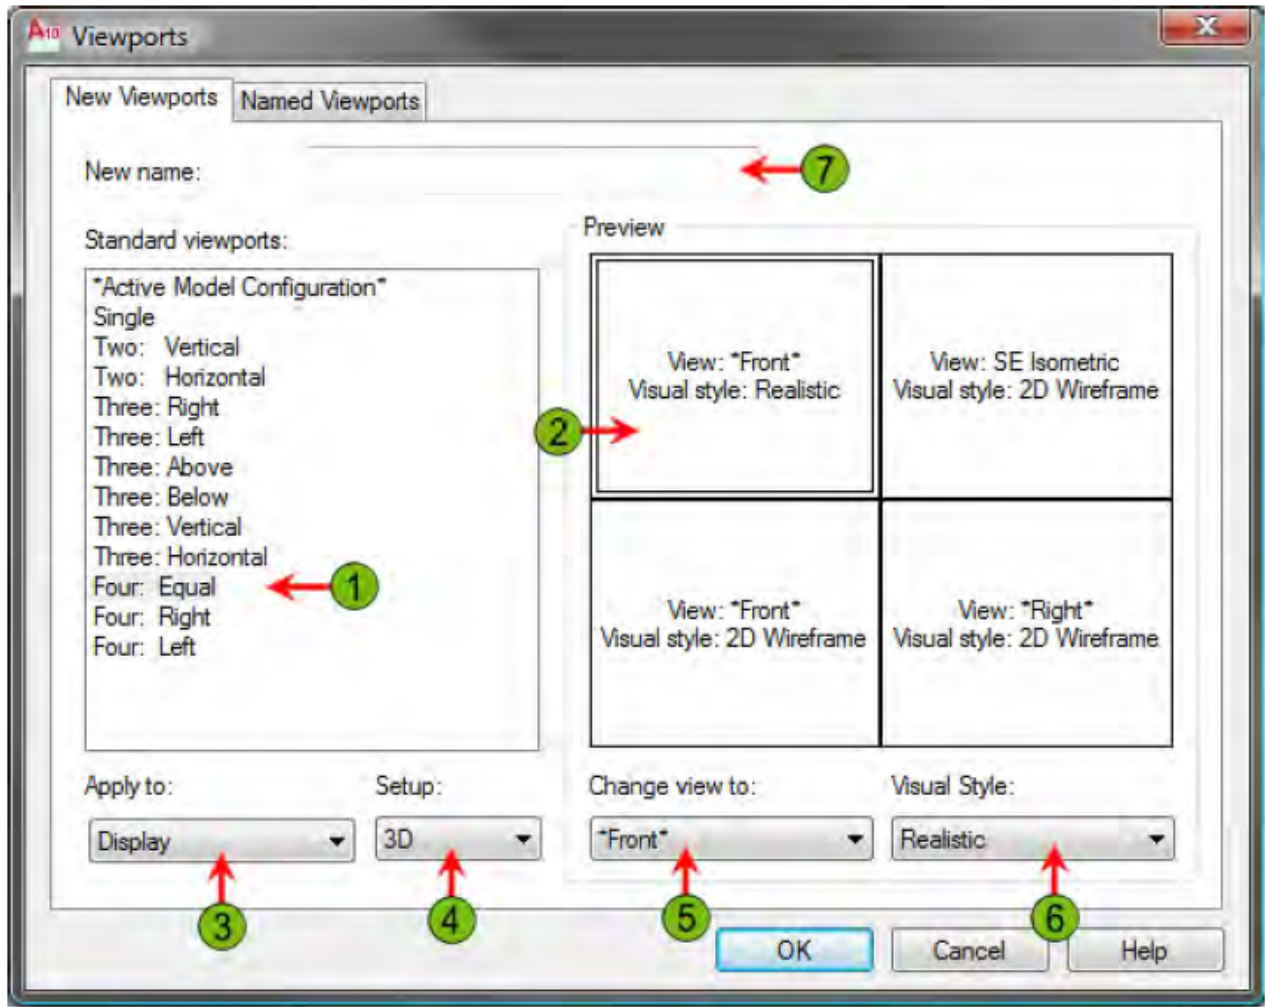 A10 Viewports
New Viewports
Named Viewports
New name:
7
Standard viewports:
*Active Model Configuration*
Single
Two: Vertical
Two: Horizontal
Three: Right
Three: Left
Three: Above
Three: Below
Three: Vertical
Three: Horizontal
Four: Equal
Four: Right
Four: Left
1
Preview
View: *Front*
Visual style: Realistic
View: SE Isometric
Visual style: 2D Wireframe
2
View: *Front*
Visual style: 2D Wireframe
View: *Right*
Visual style: 2D Wireframe
Apply to:
Setup:
Change view to:
Visual Style:
Display
3D
*Front*
Realistic
3
4
5
6
OK
Cancel
Help